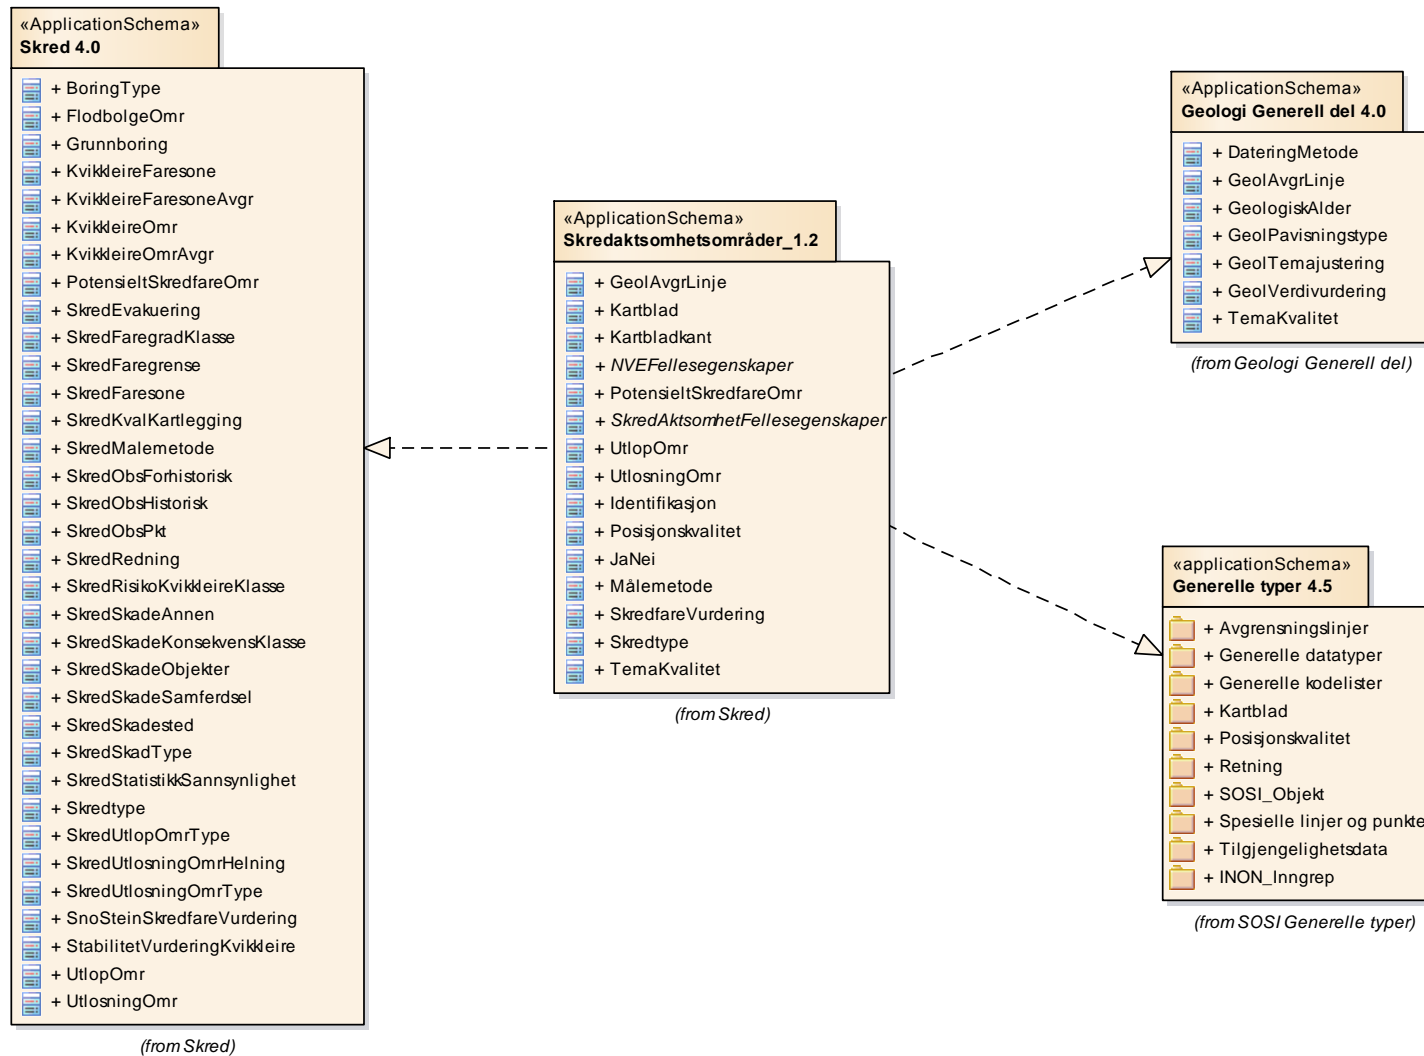 «ApplicationSchema»
Skred 4.0
+ BoringType
+ FlodbolgeOmr
+ Grunnboring
+ KvikkleireFaresone
+ KvikkleireFaresoneAvgr
+ KvikkleireOmr
+ KvikkleireOmrAvgr
+ PotensieltSkredfareOmr
+ SkredEvakuering
+ SkredFaregradKlasse
+ SkredFaregrense
+ SkredFaresone
+ SkredKvalKartlegging
+ SkredMalemetode
+ SkredObsForhistorisk
+ SkredObsHistorisk
+ SkredObsPkt
+ SkredRedning
+ SkredRisikoKvikkleireKlasse
+ SkredSkadeAnnen
+ SkredSkadeKonsekvensKlasse
+ SkredSkadeObjekter
+ SkredSkadeSamferdsel
+ SkredSkadested
+ SkredSkadType
+ SkredStatistikkSannsynlighet
+ Skredtype
+ SkredUtlopOmrType
+ SkredUtlosningOmrHelning
+ SkredUtlosningOmrType
+ SnoSteinSkredfareVurdering
+ StabilitetVurderingKvikkleire
+ UtlopOmr
+ UtlosningOmr
(from Skred)
«ApplicationSchema»
Skredaktsomhetsområder_1.2
+ GeolAvgrLinje
+ Kartblad
+ Kartbladkant
+ NVEFellesegenskaper
+ PotensieltSkredfareOmr
+ SkredAktsomhetFellesegenskaper
+ UtlopOmr
+ UtlosningOmr
+ Identifikasjon
+ Posisjonskvalitet
+ JaNei
+ Målemetode
+ SkredfareVurdering
+ Skredtype
+ TemaKvalitet
(from Skred)
«ApplicationSchema»
Geologi Generell del 4.0
+ DateringMetode
+ GeolAvgrLinje
+ GeologiskAlder
+ GeolPavisningstype
+ GeolTemajustering
+ GeolVerdivurdering
+ TemaKvalitet
(from Geologi Generell del)
«applicationSchema»
Generelle typer 4.5
+ Avgrensningslinjer
+ Generelle datatyper
+ Generelle kodelister
+ Kartblad
+ Posisjonskvalitet
+ Retning
+ SOSI_Objekt
+ Spesielle linjer og punkte
+ Tilgjengelighetsdata
+ INON_Inngrep
(from SOSI Generelle typer)